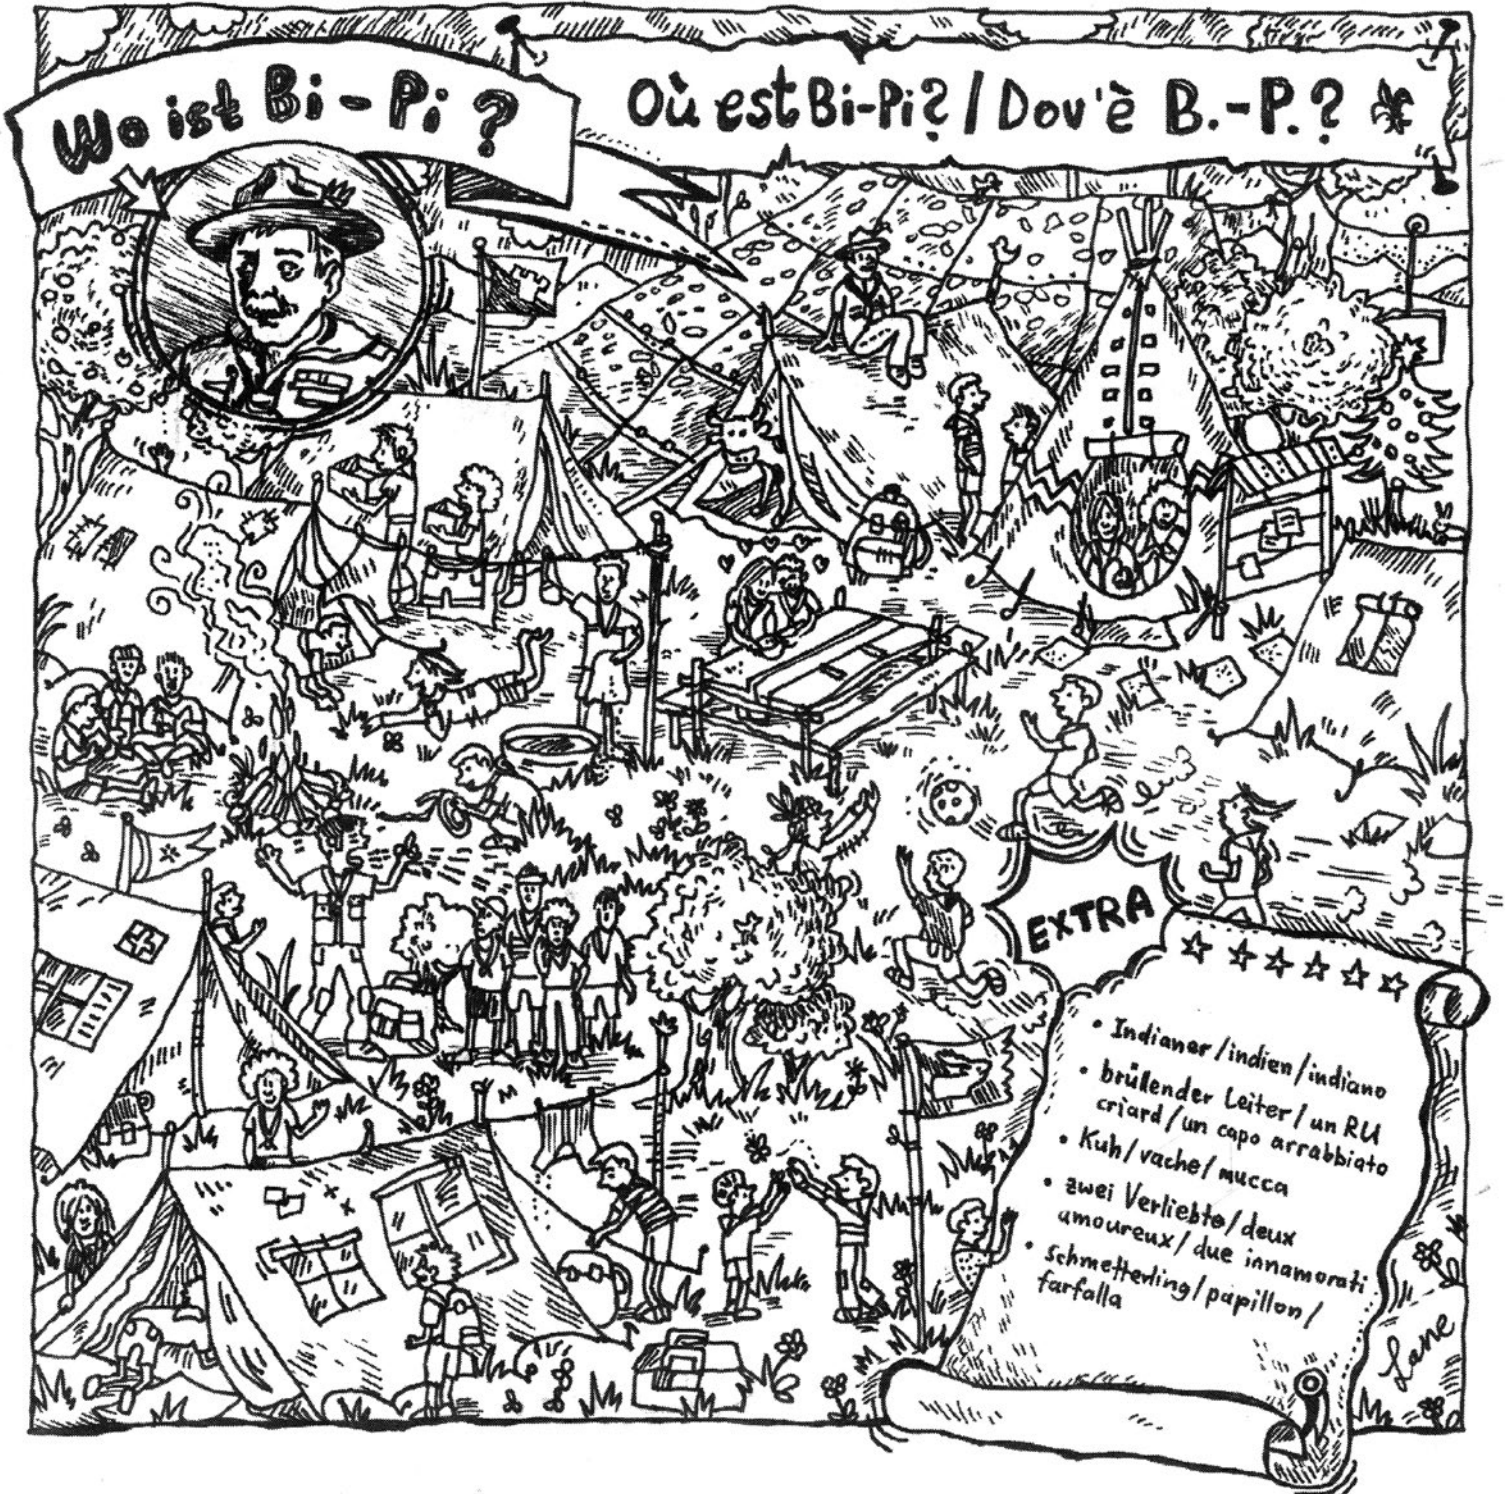 Wo ist Bi-Pi?
Où est Bi-Pi? / Dov'è B.-P.?
EXTRA
• Indianer/indien/indiano
• brüllender Leiter/un RU
criard/un capo arrabbiato
• Kuh/vache/mucca
• zwei Verliebte/deux
amoureux/due innamorati
• Schmetterling/papillon/
farfalla
Lane